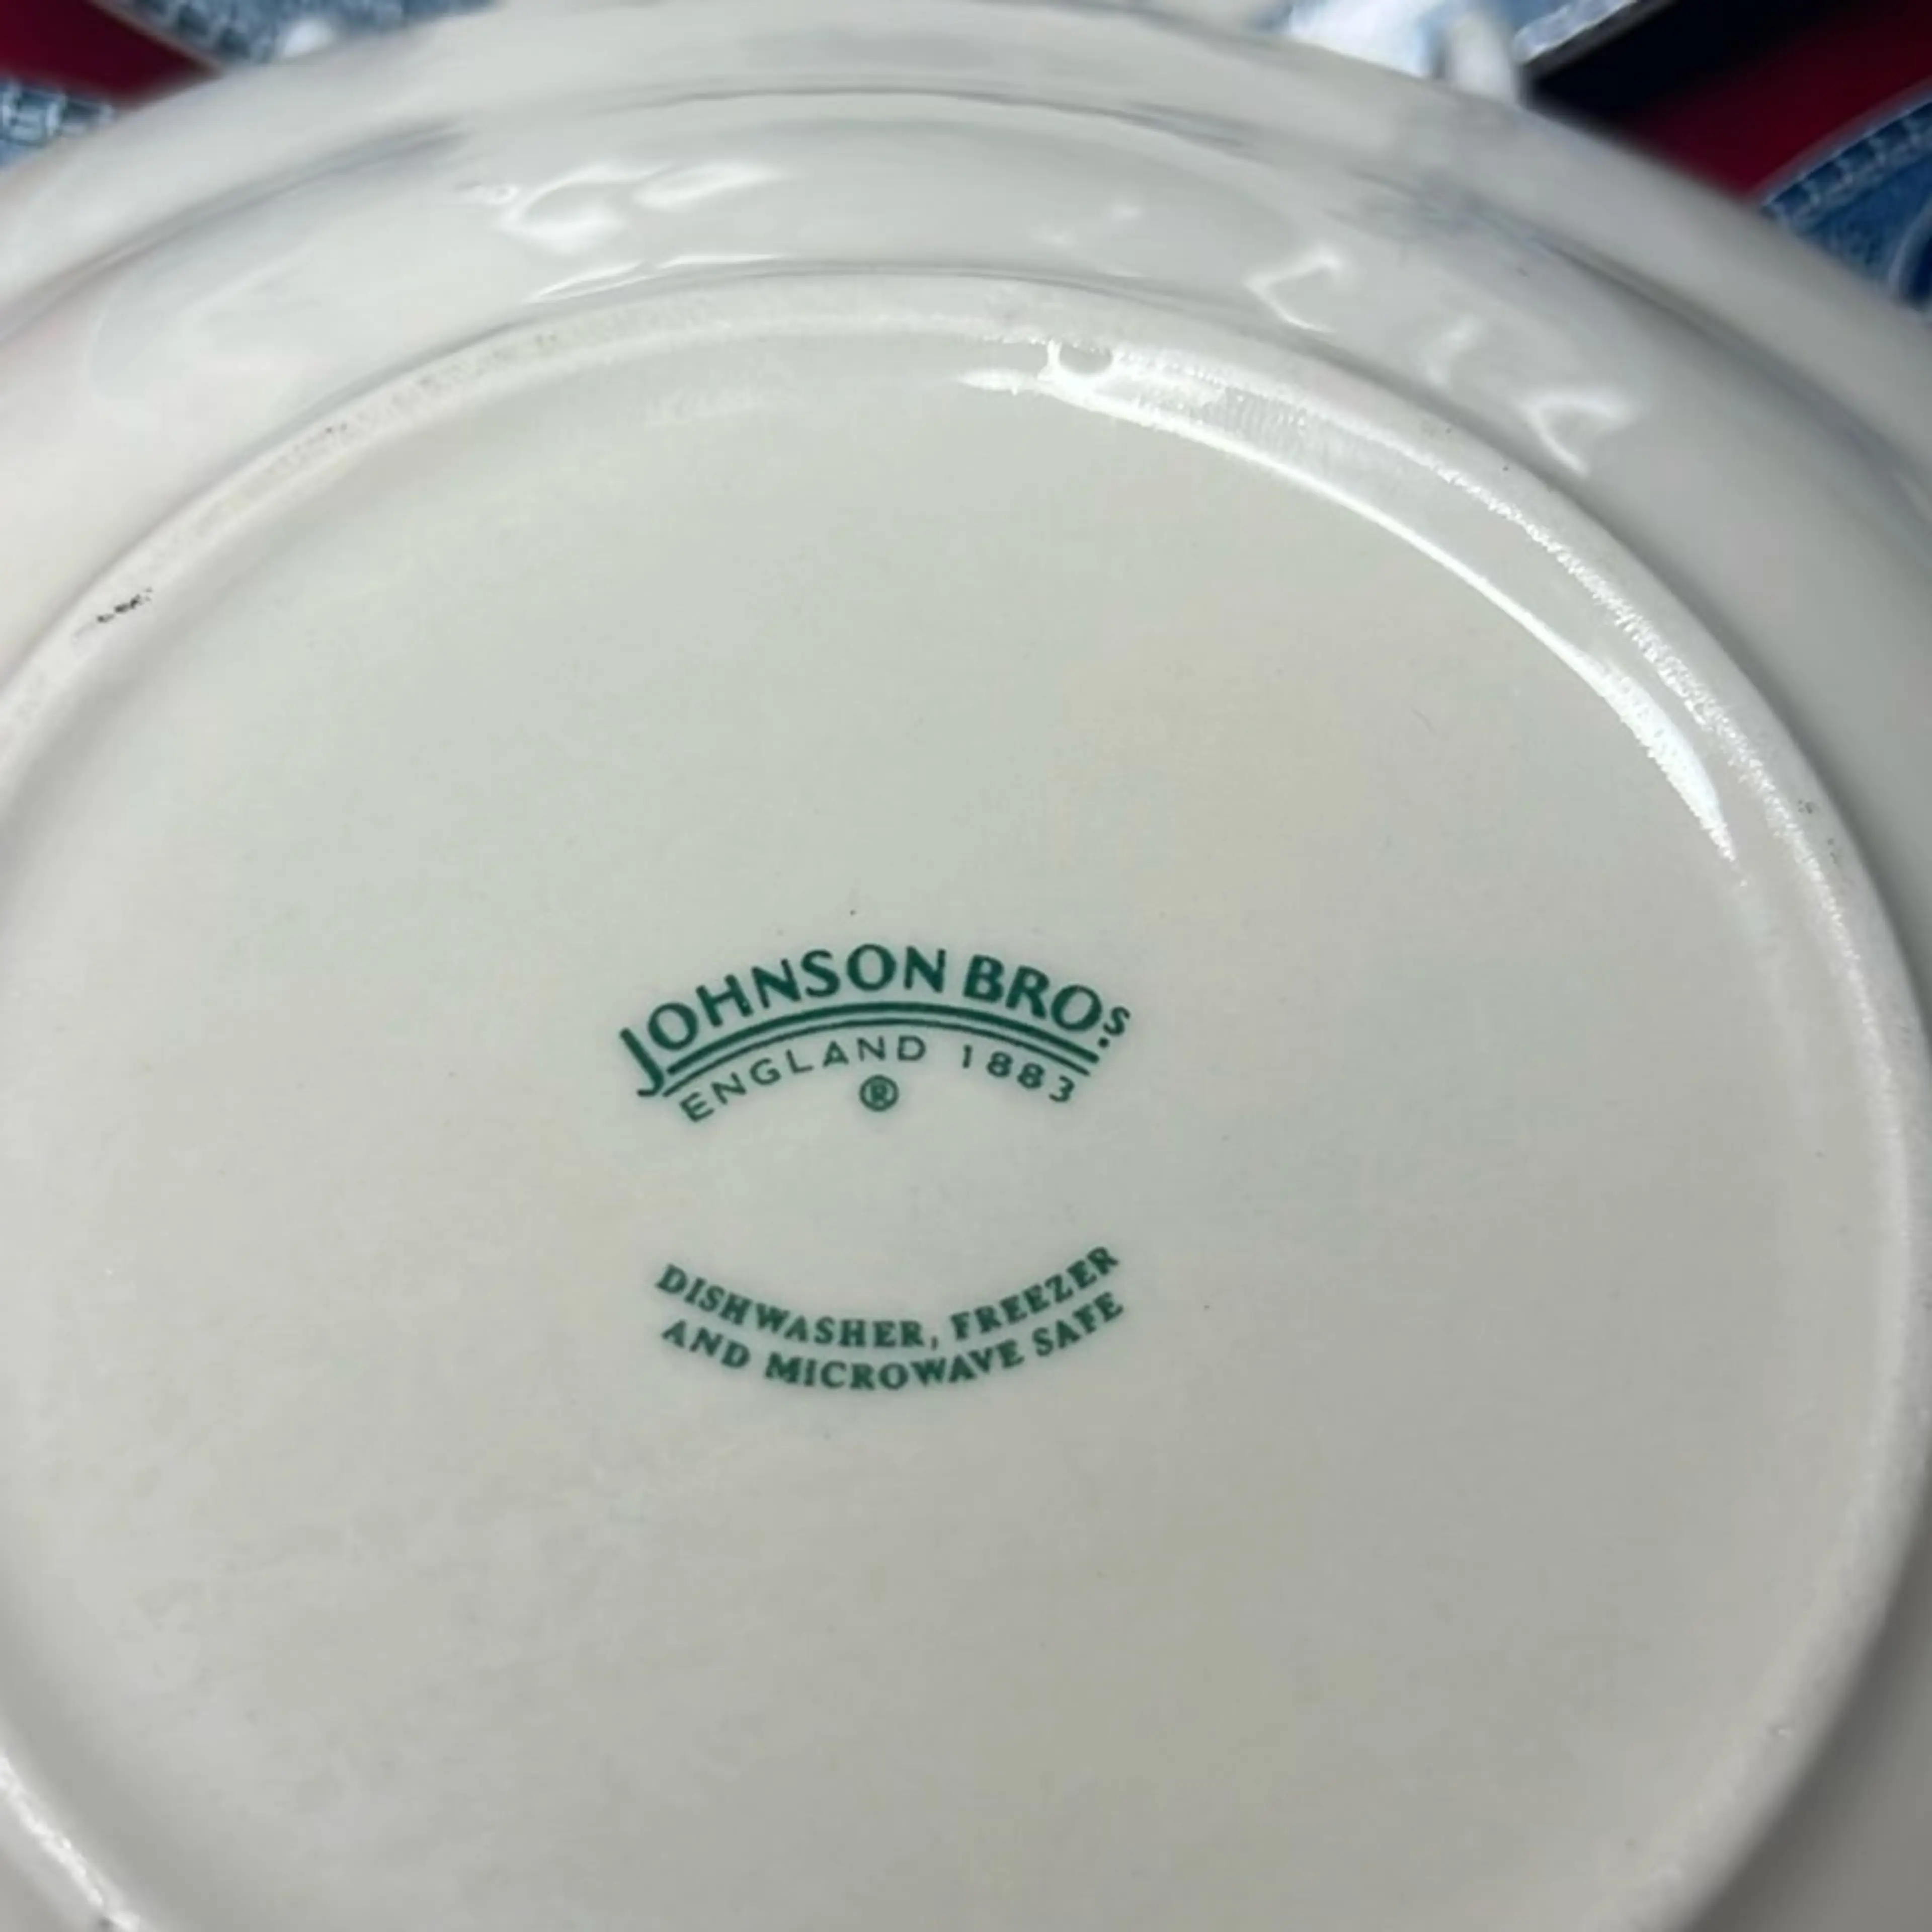 JOHNSON BROS.
ENGLAND 1883
®
DISHWASHER, FREEZER
AND MICROWAVE SAFE